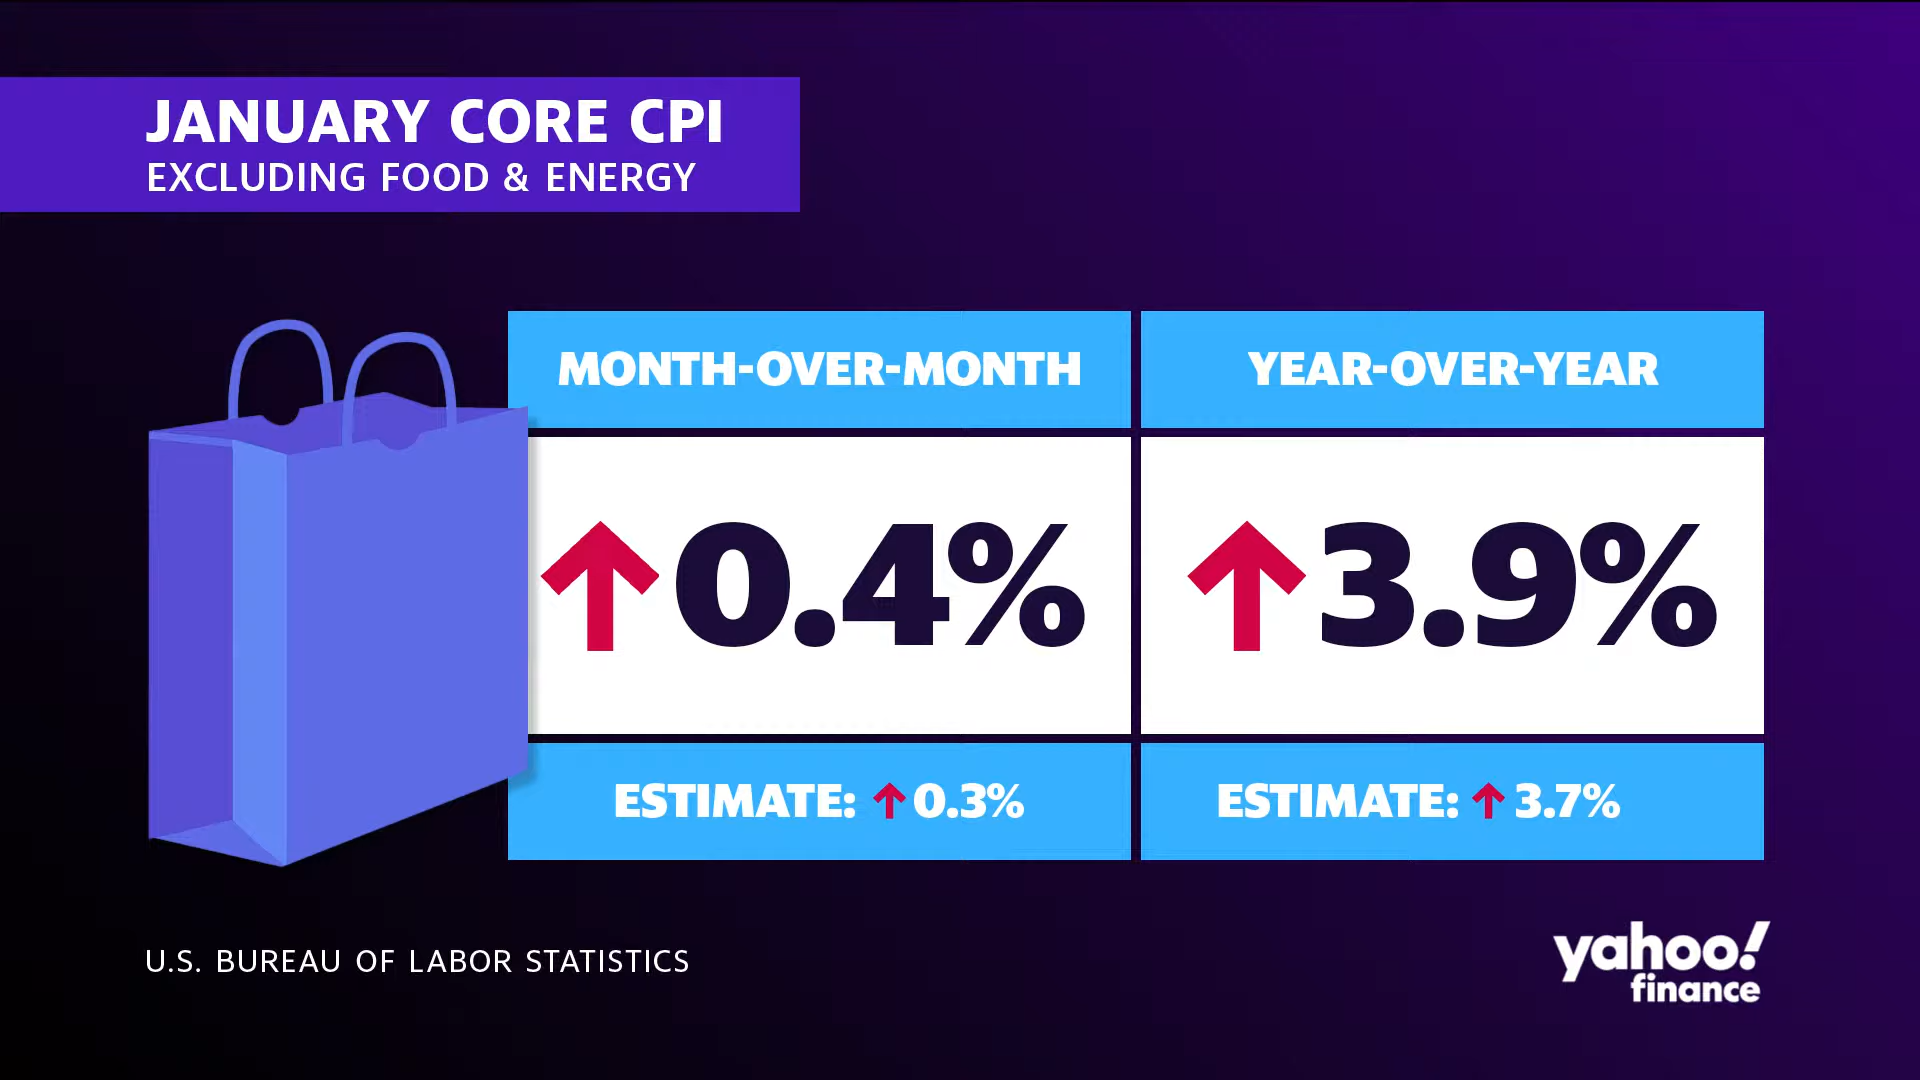 JANUARY CORE CPI
EXCLUDING FOOD & ENERGY
MONTH-OVER-MONTH
YEAR-OVER-YEAR
↑0.4%
↑3.9%
ESTIMATE: ↑0.3%
ESTIMATE: ↑3.7%
U.S. BUREAU OF LABOR STATISTICS
yahoo!
finance